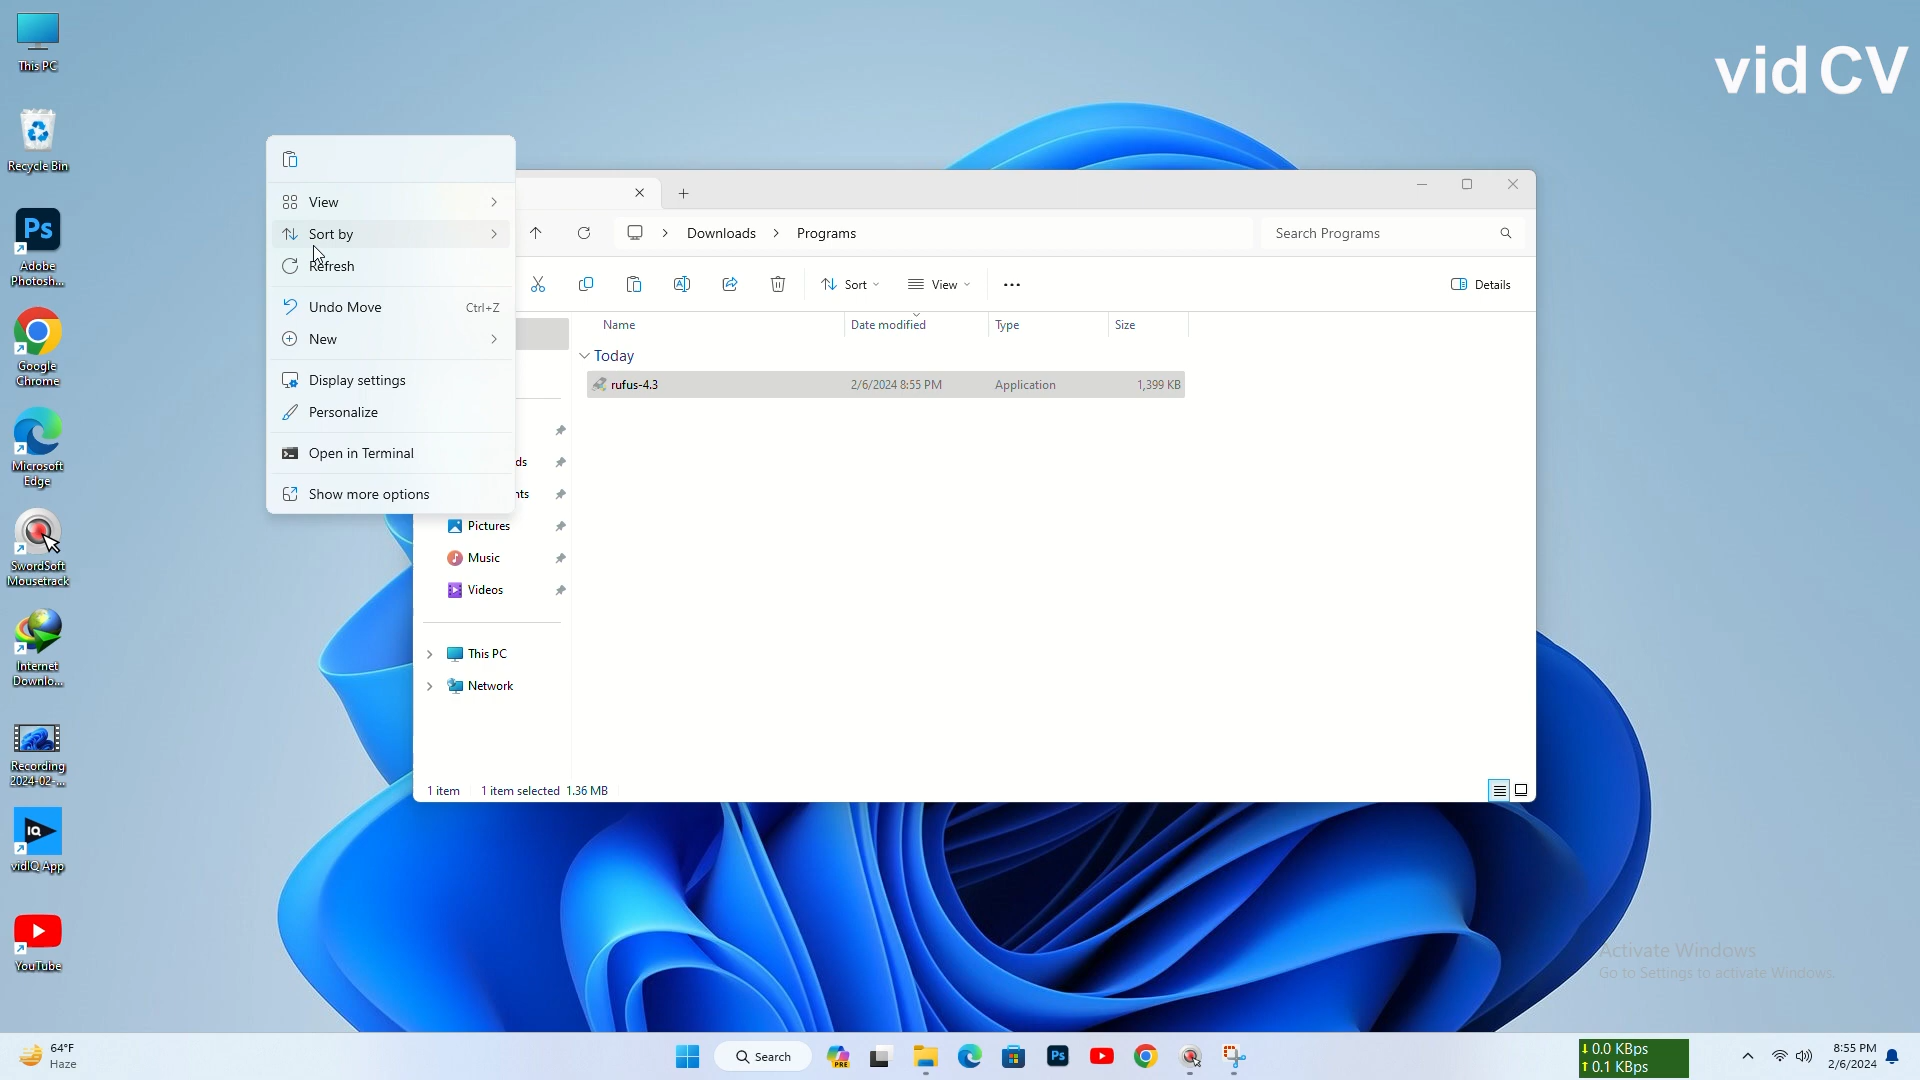 This PC
Recycle Bin
Adobe
Photosh...
Google
Chrome
Microsoft
Edge
SwordSoft
Mousetrack
Internet
Downlo...
Recording
2024-02-...
vidIQ App
YouTube
vidCV
View
Sort by
Refresh
Undo Move Ctrl+Z
New
Display settings
Personalize
Open in Terminal
Show more options
Downloads > Programs
Search Programs
Sort
View
Details
Name Date modified Type Size
Today
rufus-4.3 2/6/2024 8:55 PM Application 1,399 KB
ds
nts
Pictures
Music
Videos
This PC
Network
1 item 1 item selected 1.36 MB
Activate Windows
Go to Settings to activate Windows.
64°F
Haze
Search
PRE
Ps
0.0 KBps
0.1 KBps
8:55 PM
2/6/2024